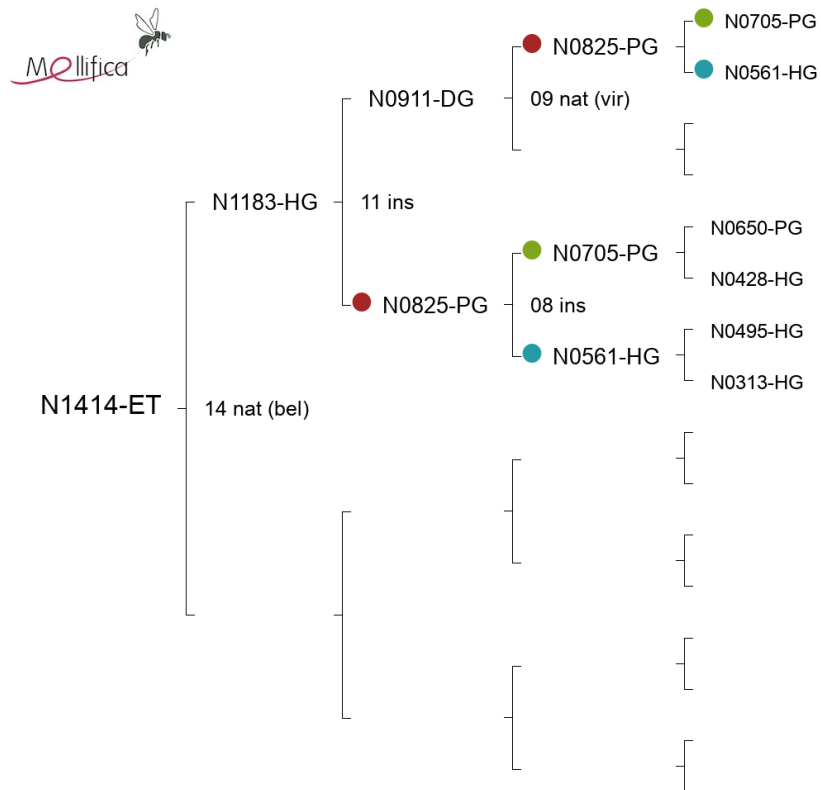 Mellifica
N0705-PG
N0825-PG
N0561-HG
N0911-DG
09 nat (vir)
N1183-HG
11 ins
N0650-PG
N0705-PG
N0428-HG
N0825-PG
08 ins
N0495-HG
N0561-HG
N0313-HG
N1414-ET
14 nat (bel)